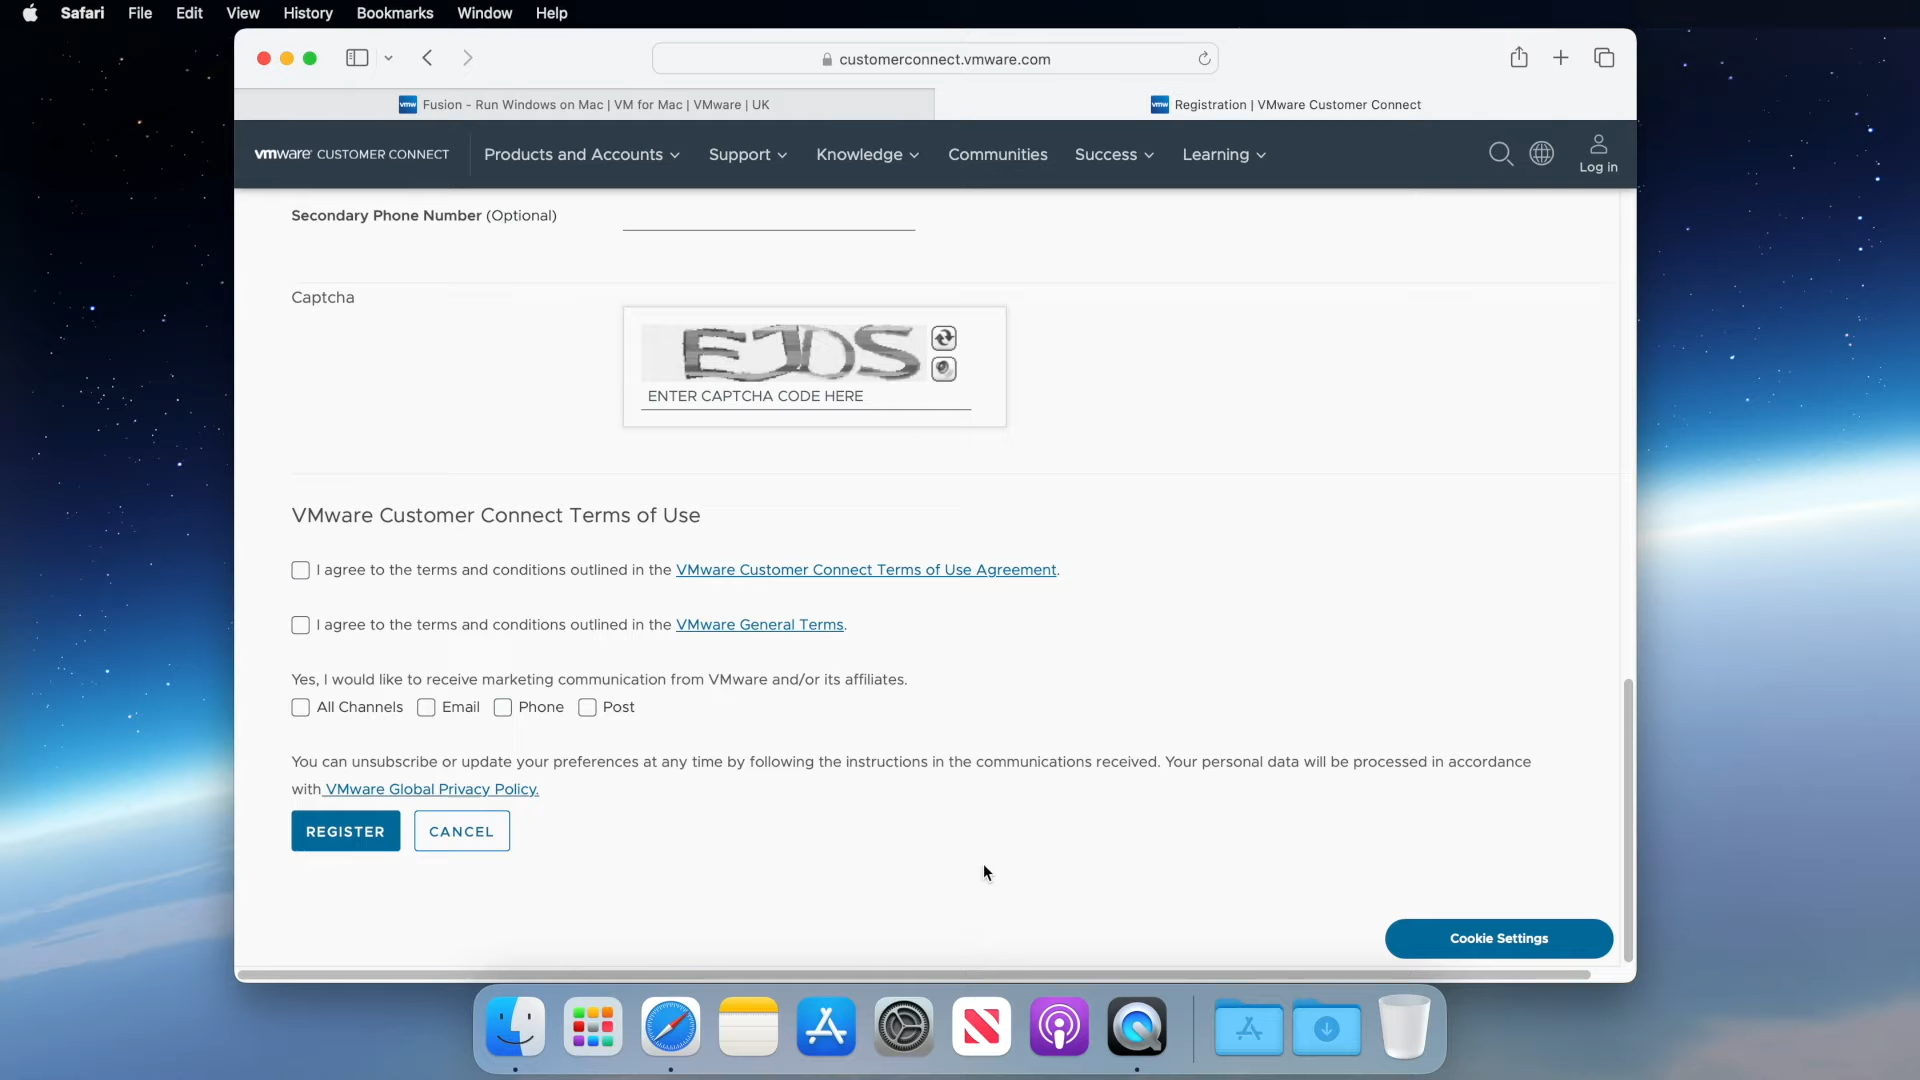 Safari File Edit View History Bookmarks Window Help
customerconnect.vmware.com
vmw Fusion - Run Windows on Mac | VM for Mac | VMware | UK
vmw Registration | VMware Customer Connect
vmware® CUSTOMER CONNECT Products and Accounts Support Knowledge Communities Success Learning Log in
Secondary Phone Number (Optional)
Captcha
EJDS
ENTER CAPTCHA CODE HERE
VMware Customer Connect Terms of Use
I agree to the terms and conditions outlined in the VMware Customer Connect Terms of Use Agreement.
I agree to the terms and conditions outlined in the VMware General Terms.
Yes, I would like to receive marketing communication from VMware and/or its affiliates.
All Channels Email Phone Post
You can unsubscribe or update your preferences at any time by following the instructions in the communications received. Your personal data will be processed in accordance
with VMware Global Privacy Policy.
REGISTER CANCEL
Cookie Settings